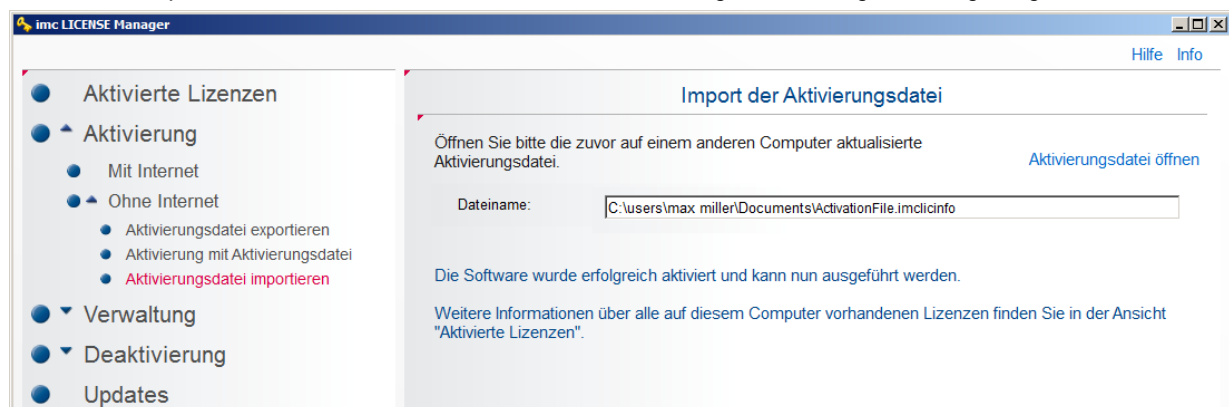 imc LICENSE Manager
Hilfe Info
Aktivierte Lizenzen
Aktivierung
Mit Internet
Ohne Internet
Aktivierungsdatei exportieren
Aktivierung mit Aktivierungsdatei
Aktivierungsdatei importieren
Verwaltung
Deaktivierung
Updates
Import der Aktivierungsdatei
Öffnen Sie bitte die zuvor auf einem anderen Computer aktualisierte
Aktivierungsdatei.
Aktivierungsdatei öffnen
Dateiname:
C:\users\max miller\Documents\ActivationFile.imclicinfo
Die Software wurde erfolgreich aktiviert und kann nun ausgeführt werden.
Weitere Informationen über alle auf diesem Computer vorhandenen Lizenzen finden Sie in der Ansicht
"Aktivierte Lizenzen".